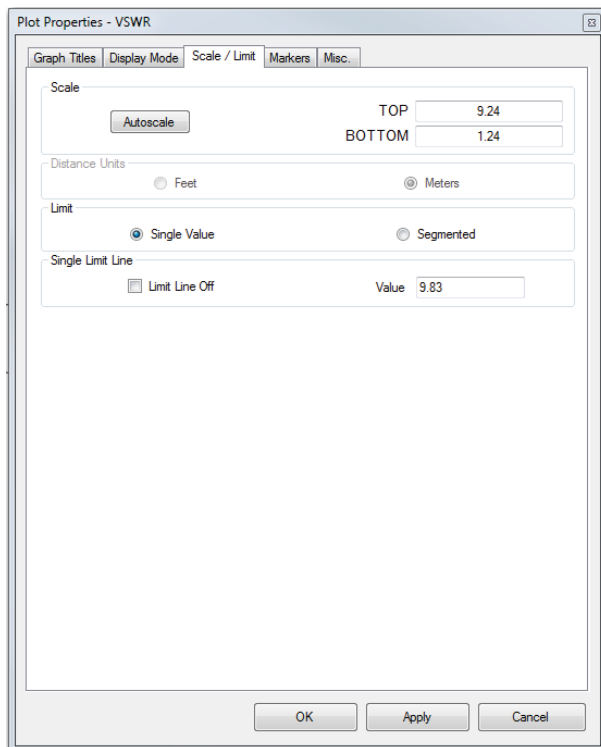 Plot Properties - VSWR
Graph Titles Display Mode Scale / Limit Markers Misc.
Scale
Autoscale TOP 9.24
BOTTOM 1.24
Distance Units
Feet Meters
Limit
Single Value Segmented
Single Limit Line
Limit Line Off Value 9.83
OK Apply Cancel